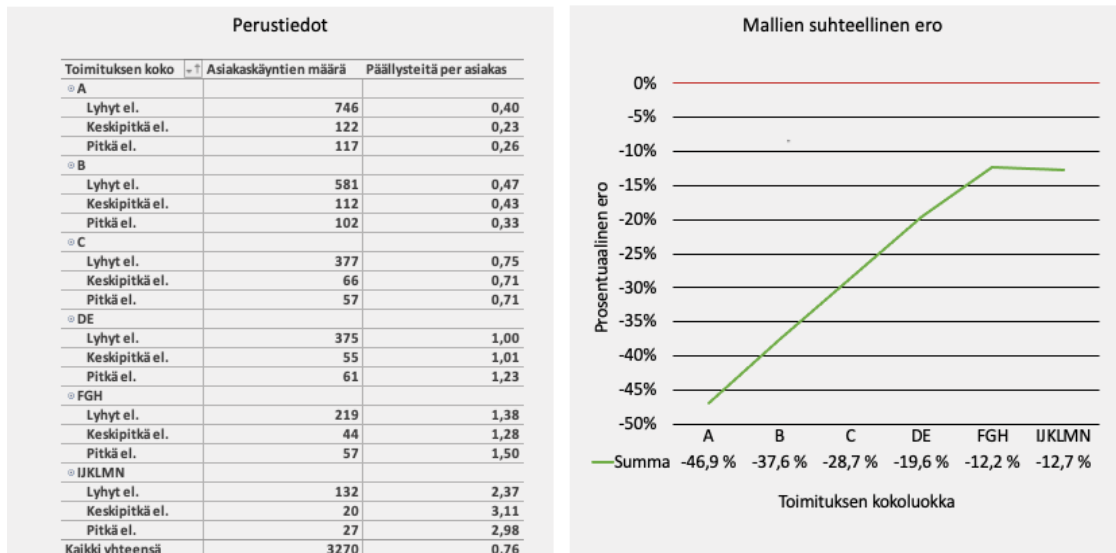 Perustiedot
Toimituksen koko Asiakaskäyntien määrä Päällysteitä per asiakas
A
Lyhyt el. 746 0,40
Keskipitkä el. 122 0,23
Pitkä el. 117 0,26
B
Lyhyt el. 581 0,47
Keskipitkä el. 112 0,43
Pitkä el. 102 0,33
C
Lyhyt el. 377 0,75
Keskipitkä el. 66 0,71
Pitkä el. 57 0,71
DE
Lyhyt el. 375 1,00
Keskipitkä el. 55 1,01
Pitkä el. 61 1,23
FGH
Lyhyt el. 219 1,38
Keskipitkä el. 44 1,28
Pitkä el. 57 1,50
IJKLMN
Lyhyt el. 132 2,37
Keskipitkä el. 20 3,11
Pitkä el. 27 2,98
Kaikki yhteensä 3270 0,76
Mallien suhteellinen ero
Prosentuaalinen ero
0%
-5%
-10%
-15%
-20%
-25%
-30%
-35%
-40%
-45%
-50%
A B C DE FGH IJKLMN
Summa -46,9 % -37,6 % -28,7 % -19,6 % -12,2 % -12,7 %
Toimituksen kokoluokka